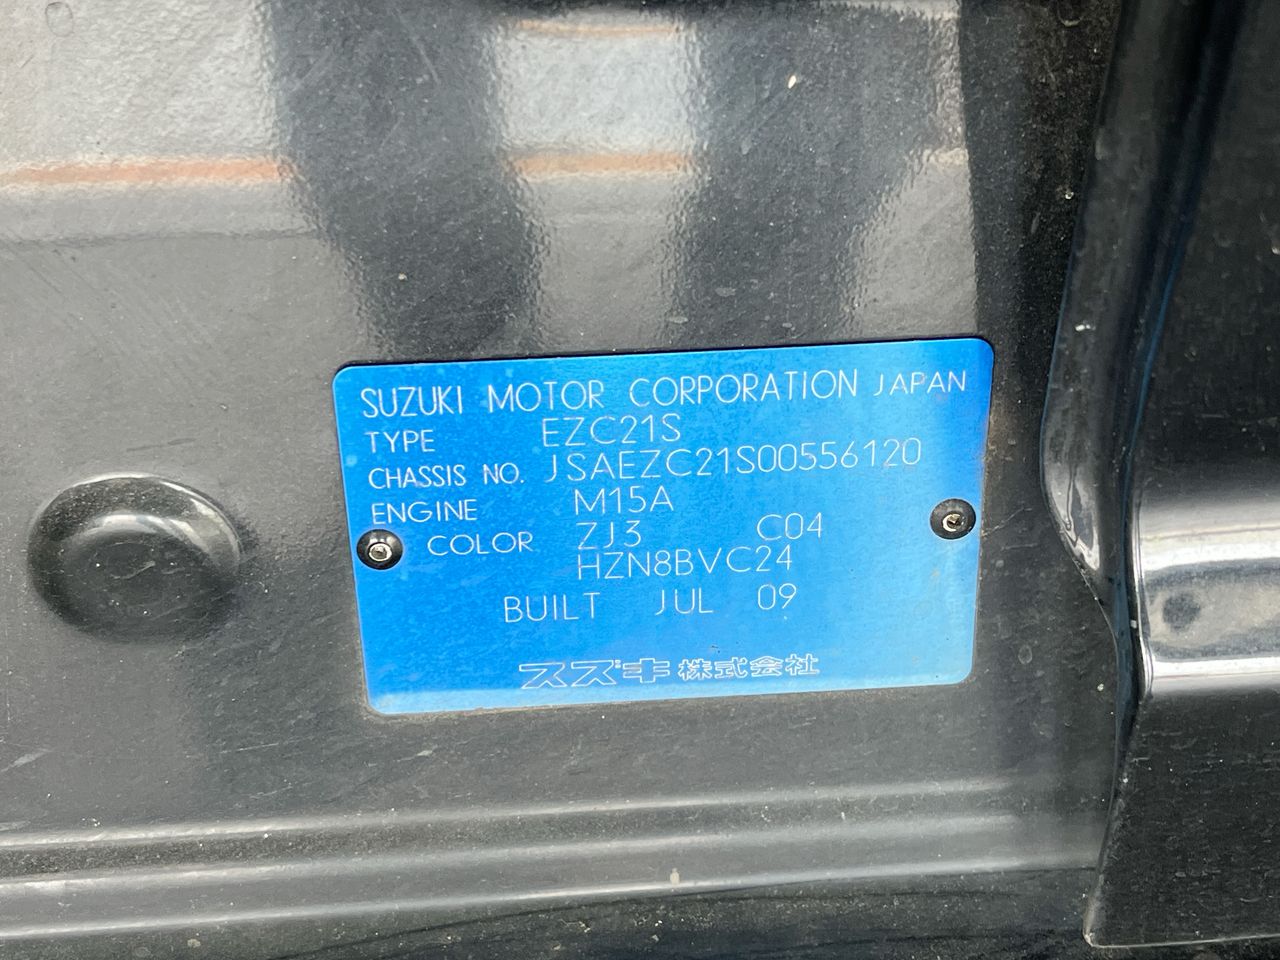 SUZUKI MOTOR CORPORATION JAPAN
TYPE EZC21S
CHASSIS NO. JSAEZC21S00556120
ENGINE M15A
COLOR ZJ3 C04
HZN8BVC24
BUILT JUL 09
スズキ株式会社